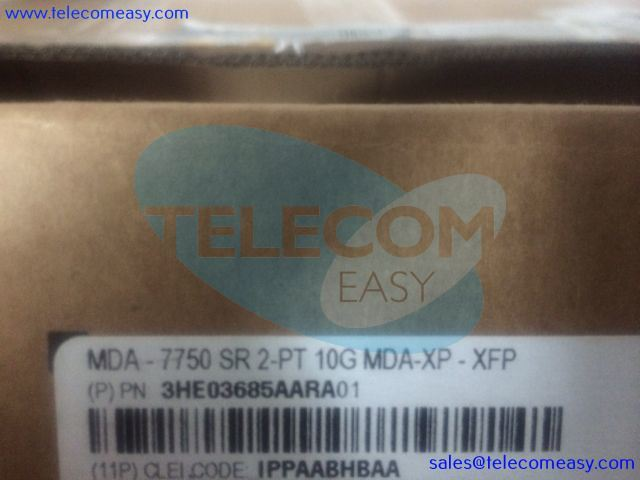 www.telecomeasy.com
TELECOM
EASY
MDA - 7750 SR 2-PT 10G MDA-XP - XFP
(P) PN 3HE03685AARA01
(11P) CLEI CODE: IPPAABHBAA
sales@telecomeasy.com